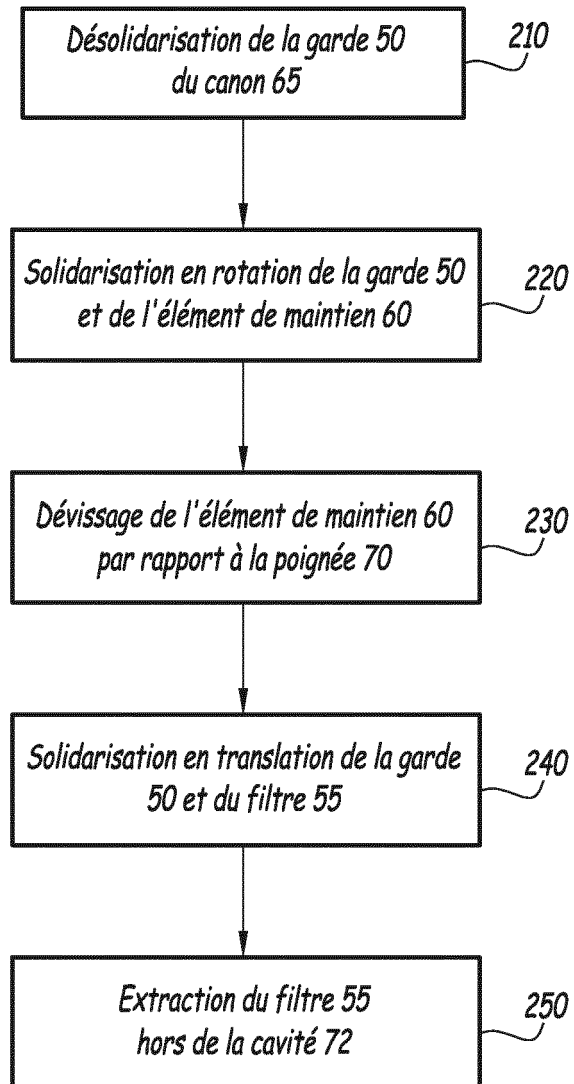 Désolidarisation de la garde 50
du canon 65
210
Solidarisation en rotation de la garde 50
et de l'élément de maintien 60
220
Dévissage de l'élément de maintien 60
par rapport à la poignée 70
230
Solidarisation en translation de la garde
50 et du filtre 55
240
Extraction du filtre 55
hors de la cavité 72
250